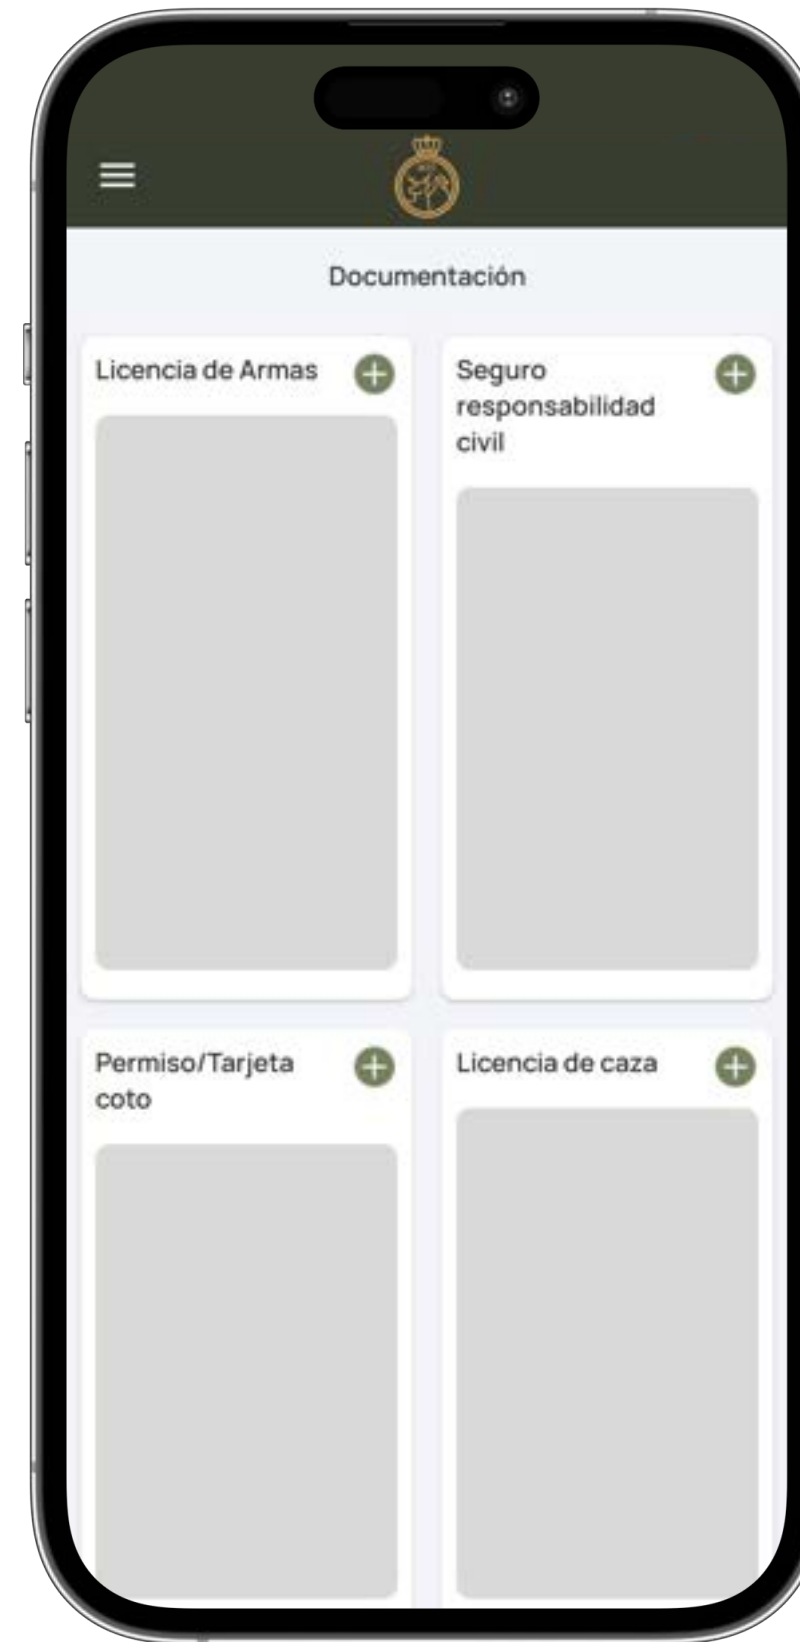 Documentación
Licencia de Armas
Seguro
responsabilidad
civil
Permiso/Tarjeta
coto
Licencia de caza